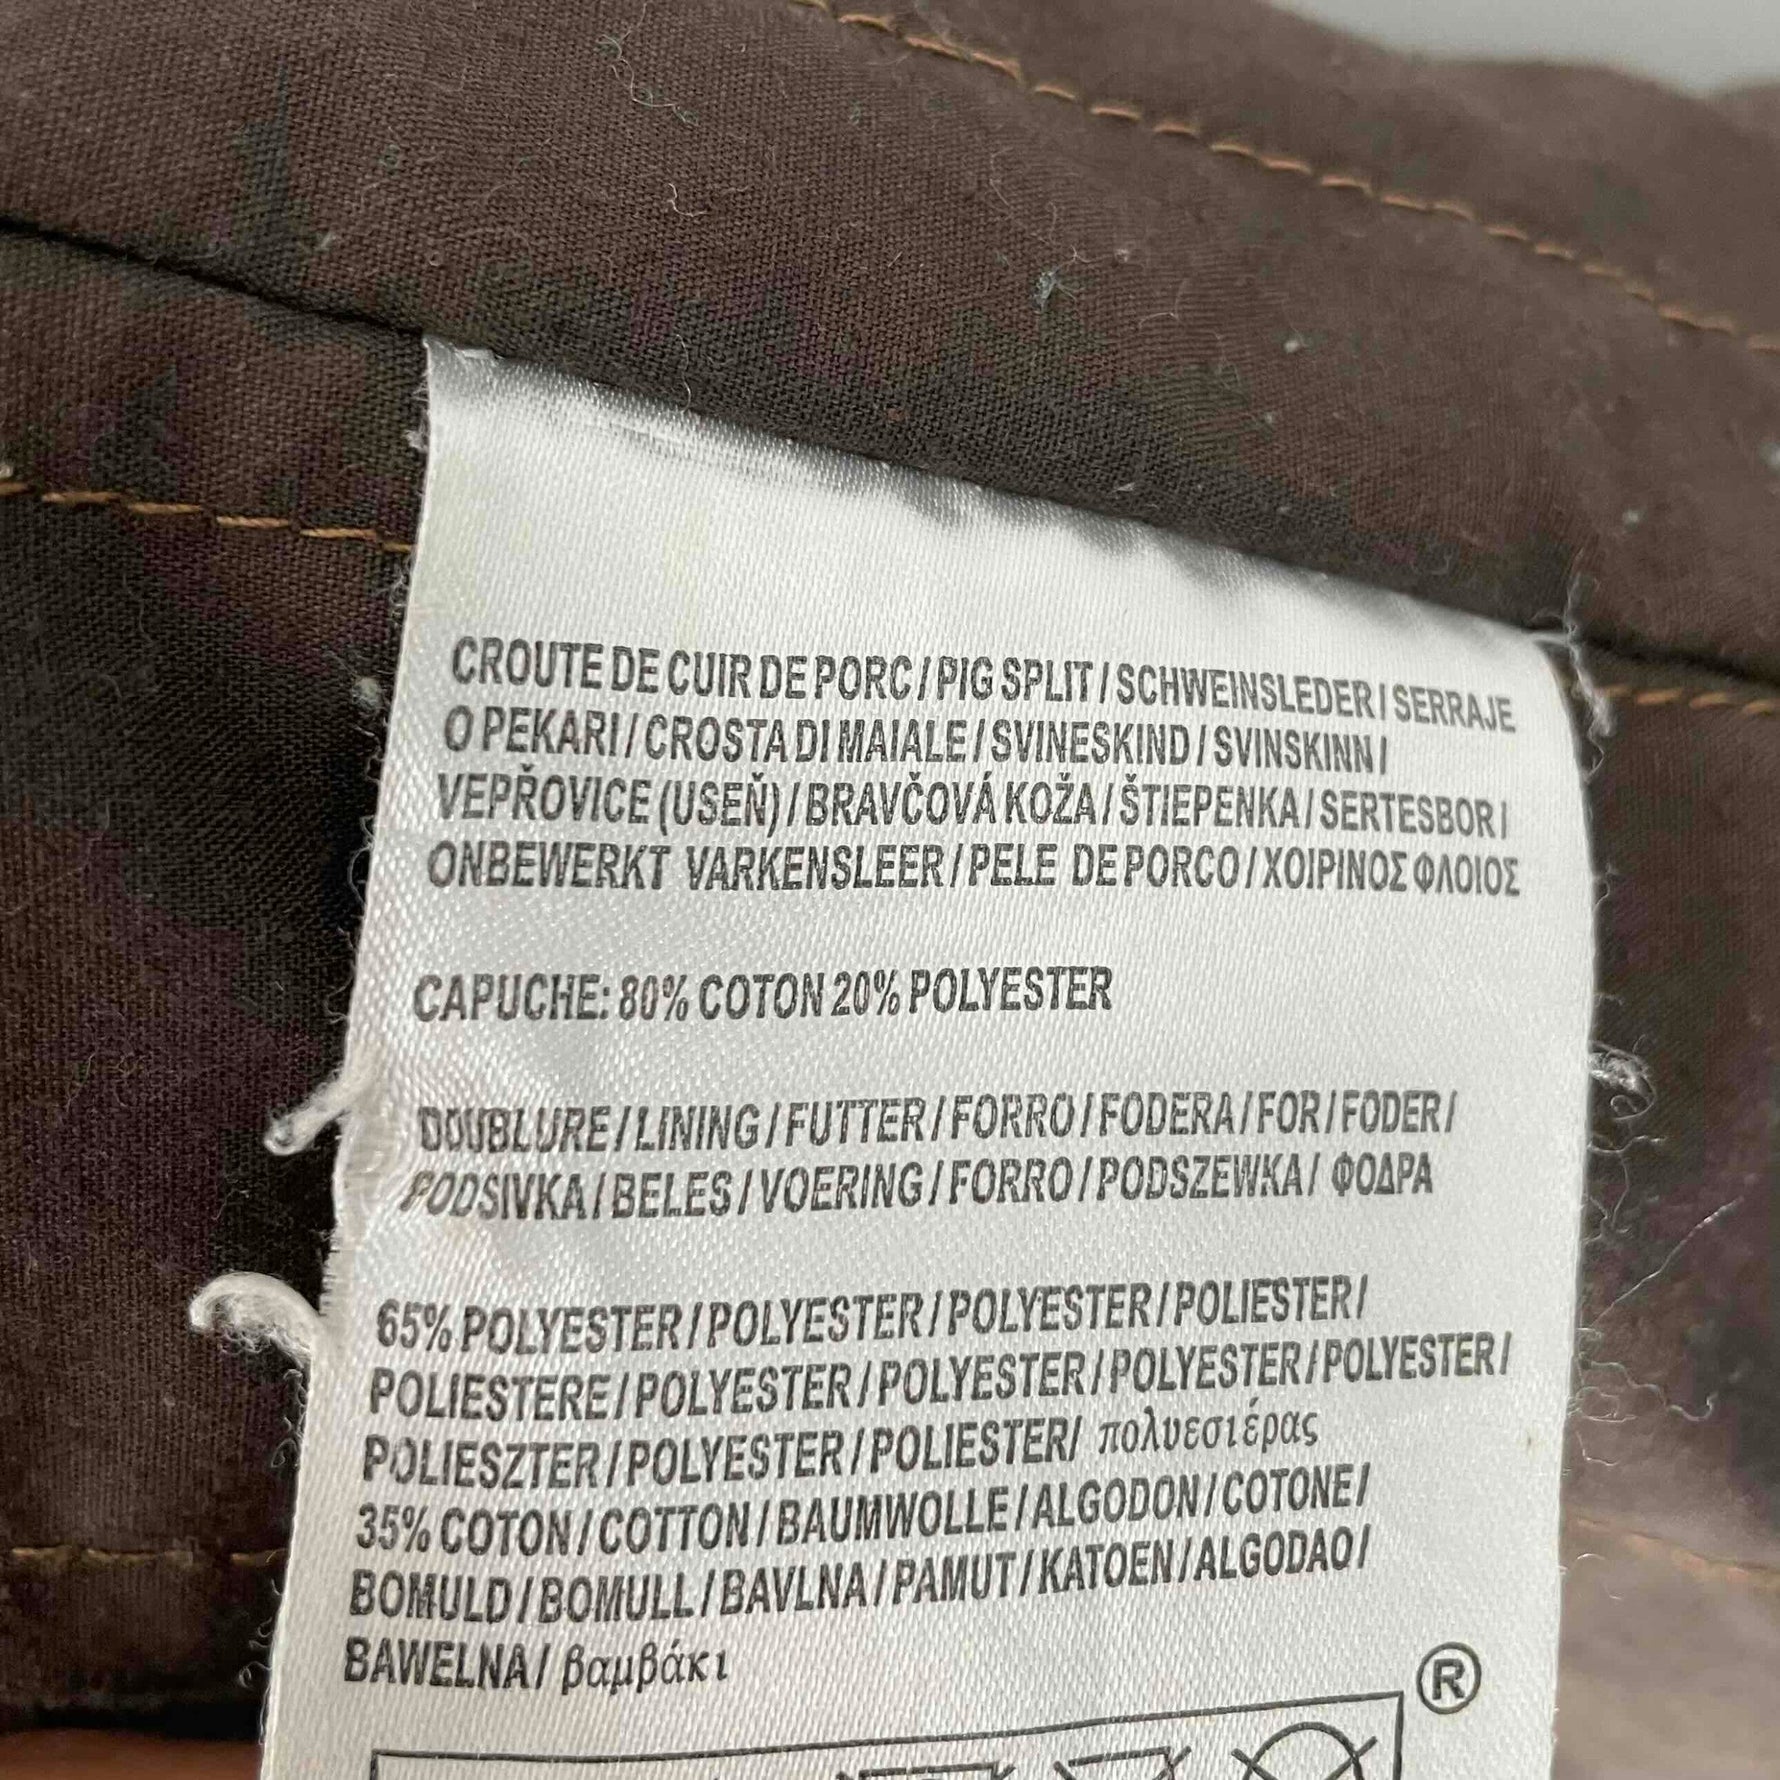 CROUTE DE CUIR DE PORC / PIG SPLIT / SCHWEINSLEDER / SERRAJE
O PEKARI / CROSTA DI MAIALE / SVINESKIND / SVINSKINN /
VEPŘOVICE (USEŇ) / BRAVČOVÁ KOŽA / ŠTIEPENKA / SERTESBOR /
ONBEWERKT VARKENSLEER / PELE DE PORCO / ΧΟΙΡΙΝΟΣ ΦΛΟΙΟΣ
CAPUCHE: 80% COTON 20% POLYESTER
DOUBLURE / LINING / FUTTER / FORRO / FODERA / FOR / FODER /
PODSIVKA / BELES / VOERING / FORRO / PODSZEWKA / ΦΟΔΡΑ
65% POLYESTER / POLYESTER / POLYESTER / POLIESTER /
POLIESTERE / POLYESTER / POLYESTER / POLYESTER / POLYESTER /
POLIESZTER / POLYESTER / POLIESTER / πολυεσιέρας
35% COTON / COTTON / BAUMWOLLE / ALGODON / COTONE /
BOMULD / BOMULL / BAVLNA / PAMUT / KATOEN / ALGODAO /
BAWELNA / βαμβάκι
®